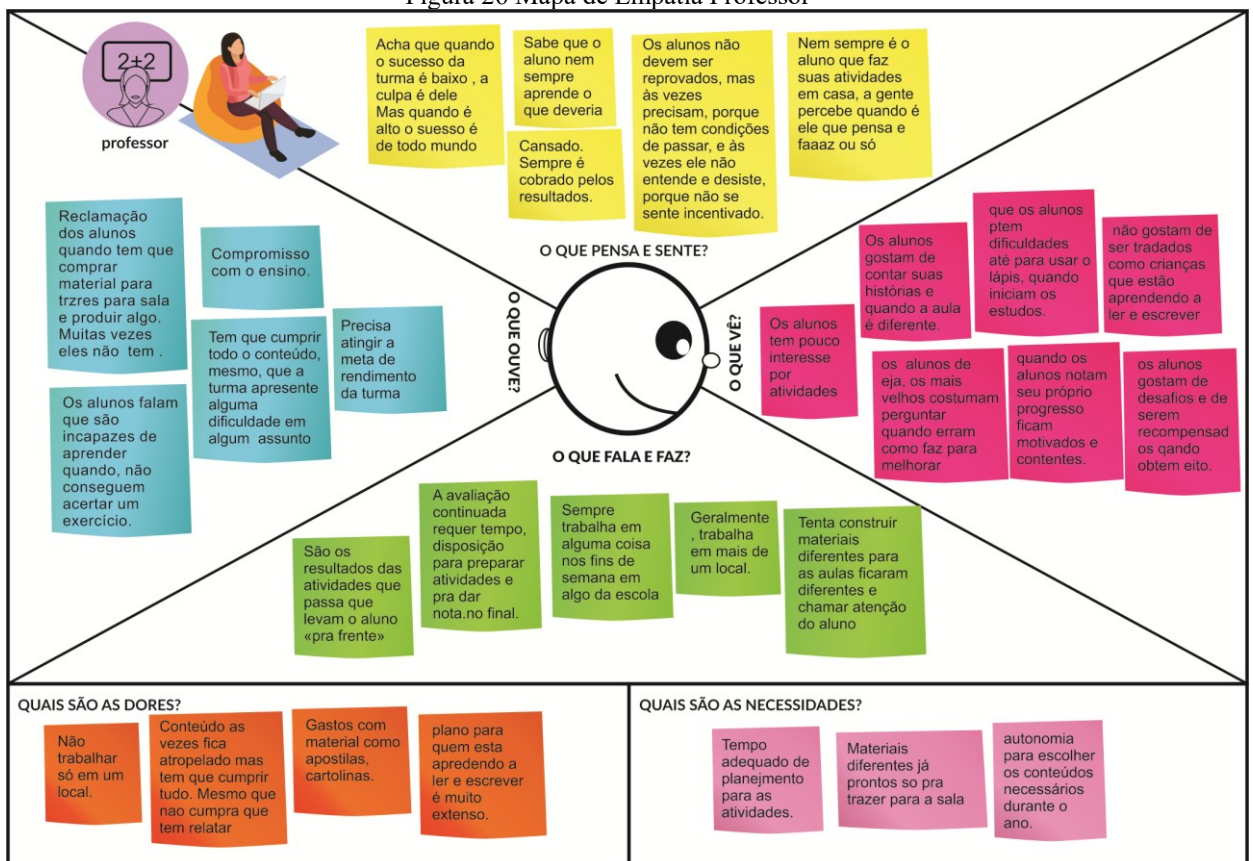 Figura 26 Mapa de Empatia Professor
2+2
professor
Acha que quando
o sucesso da
turma é baixo , a
culpa é dele
Mas quando é
alto o suesso é
de todo mundo
Sabe que o
aluno nem
sempre
aprende o
que deveria
Cansado.
Sempre é
cobrado pelos
resultados.
Os alunos não
devem ser
reprovados, mas
às vezes
precisam, porque
não tem condições
de passar, e às
vezes ele não
entende e desiste,
porque não se
sente incentivado.
Nem sempre é o
aluno que faz
suas atividades
em casa, a gente
percebe quando é
ele que pensa e
faaaz ou só
O QUE PENSA E SENTE?
Reclamação
dos alunos
quando tem que
comprar
material para
trzres para sala
e produzir algo.
Muitas vezes
eles não tem .
Compromisso
com o ensino.
Tem que cumprir
todo o conteúdo,
mesmo, que a
turma apresente
alguma
dificuldade em
algum assunto
Precisa
atingir a
meta de
rendimento
da turma
Os alunos falam
que são
incapazes de
aprender
quando, não
conseguem
acertar um
exercício.
O QUE OUVE?
O QUE VÊ?
Os alunos
gostam de
contar suas
histórias e
quando a aula
é diferente.
que os alunos
ptem
dificuldades
até para usar o
lápis, quando
iniciam os
estudos.
não gostam de
ser tradados
como crianças
que estão
aprendendo a
ler e escrever
Os alunos
tem pouco
interesse
por
atividades
os alunos de
eja, os mais
velhos costumam
perguntar
quando erram
como faz para
melhorar
quando os
alunos notam
seu próprio
progresso
ficam
motivados e
contentes.
os alunos
gostam de
desafios e de
serem
recompensad
os qando
obtem eito.
O QUE FALA E FAZ?
São os
resultados das
atividades que
passa que
levam o aluno
«pra frente»
A avaliação
continuada
requer tempo,
disposição
para preparar
atividades e
pra dar
nota.no final.
Sempre
trabalha em
alguma coisa
nos fins de
semana em
algo da escola
Geralmente
, trabalha
em mais de
um local.
Tenta construir
materiais
diferentes para
as aulas ficaram
diferentes e
chamar atenção
do aluno
QUAIS SÃO AS DORES?
Não
trabalhar
só em um
local.
Conteúdo as
vezes fica
atropelado mas
tem que cumprir
tudo. Mesmo que
nao cumpra que
tem relatar
Gastos com
material como
apostilas,
cartolinas.
plano para
quem esta
apredendo a
ler e escrever
é muito
extenso.
QUAIS SÃO AS NECESSIDADES?
Tempo
adequado de
planejmento
para as
atividades.
Materiais
diferentes já
prontos so pra
trazer para a sala
autonomia
para escolher
os conteúdos
necessários
durante o
ano.